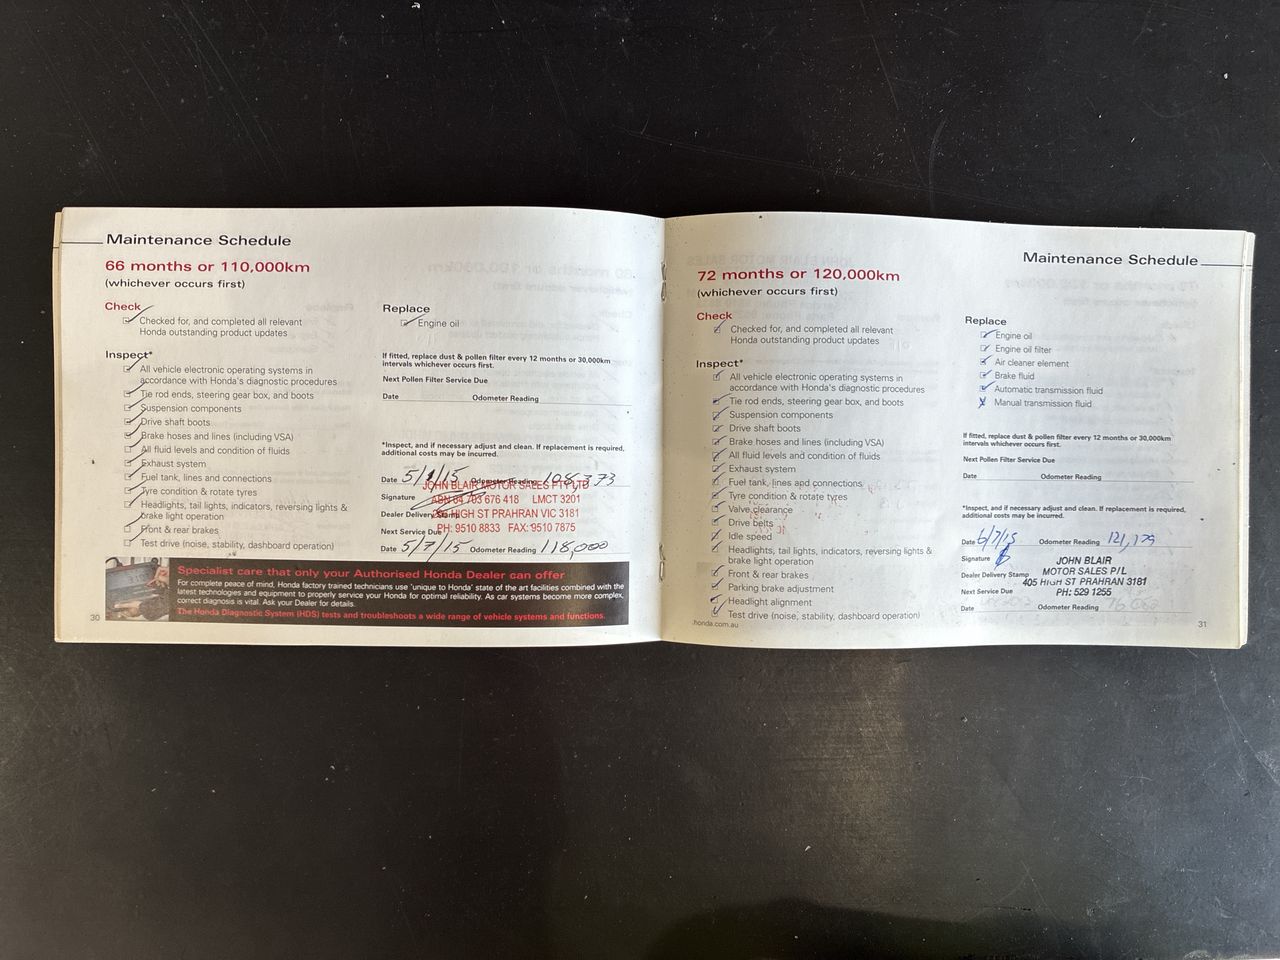 Maintenance Schedule
66 months or 110,000km
(whichever occurs first)
Check
Checked for, and completed all relevant
Honda outstanding product updates
Inspect*
All vehicle electronic operating systems in
accordance with Honda's diagnostic procedures
Tie rod ends, steering gear box, and boots
Suspension components
Drive shaft boots
Brake hoses and lines (including VSA)
All fluid levels and condition of fluids
Exhaust system
Fuel tank, lines and connections
Tyre condition & rotate tyres
Headlights, tail lights, indicators, reversing lights &
brake light operation
Front & rear brakes
Test drive (noise, stability, dashboard operation)
Replace
Engine oil
If fitted, replace dust & pollen filter every 12 months or 30,000km
intervals whichever occurs first.
Next Pollen Filter Service Due
Date Odometer Reading
*Inspect, and if necessary adjust and clean. If replacement is required,
additional costs may be incurred.
Date 5/1/15 Odometer Reading 108,373
JOHN BLAIR MOTOR SALES PTY LTD
Signature
ABN 64 703 676 418 LMCT 3201
Dealer Delivery Stamp
HIGH ST PRAHRAN VIC 3181
Next Service Due
PH: 9510 8833 FAX: 9510 7875
Date 5/7/15 Odometer Reading 118,000
Specialist care that only your Authorised Honda Dealer can offer
For complete peace of mind, Honda factory trained technicians use 'unique to Honda' state of the art facilities combined with the
latest technologies and equipment to properly service your Honda for optimal reliability. As car systems become more complex,
correct diagnosis is vital. Ask your Dealer for details.
The Honda Diagnostic System (HDS) tests and troubleshoots a wide range of vehicle systems and functions.
30
Maintenance Schedule
72 months or 120,000km
(whichever occurs first)
Check
Checked for, and completed all relevant
Honda outstanding product updates
Inspect*
All vehicle electronic operating systems in
accordance with Honda's diagnostic procedures
Tie rod ends, steering gear box, and boots
Suspension components
Drive shaft boots
Brake hoses and lines (including VSA)
All fluid levels and condition of fluids
Exhaust system
Fuel tank, lines and connections
Tyre condition & rotate tyres
Valve clearance
Drive belts
Idle speed
Headlights, tail lights, indicators, reversing lights &
brake light operation
Front & rear brakes
Parking brake adjustment
Headlight alignment
Test drive (noise, stability, dashboard operation)
honda.com.au
Replace
Engine oil
Engine oil filter
Air cleaner element
Brake fluid
Automatic transmission fluid
Manual transmission fluid
If fitted, replace dust & pollen filter every 12 months or 30,000km
intervals whichever occurs first.
Next Pollen Filter Service Due
Date Odometer Reading
*Inspect, and if necessary adjust and clean. If replacement is required,
additional costs may be incurred.
Date 6/7/15 Odometer Reading 121,179
Signature
JOHN BLAIR
Dealer Delivery Stamp MOTOR SALES P/L
405 HIGH ST PRAHRAN 3181
Next Service Due PH: 529 1255
Date Odometer Reading
31